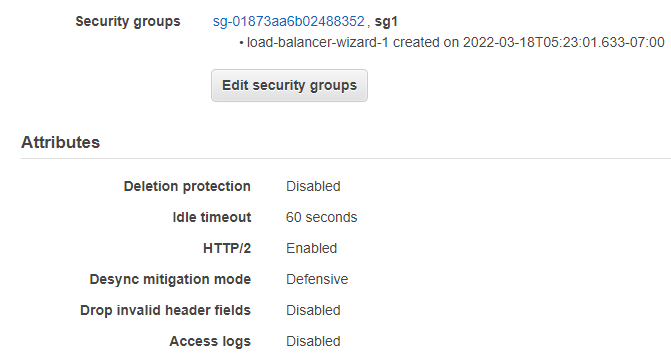 Security groups sg-01873aa6b02488352, sg1
• load-balancer-wizard-1 created on 2022-03-18T05:23:01.633-07:00
Edit security groups
Attributes
Deletion protection Disabled
Idle timeout 60 seconds
HTTP/2 Enabled
Desync mitigation mode Defensive
Drop invalid header fields Disabled
Access logs Disabled